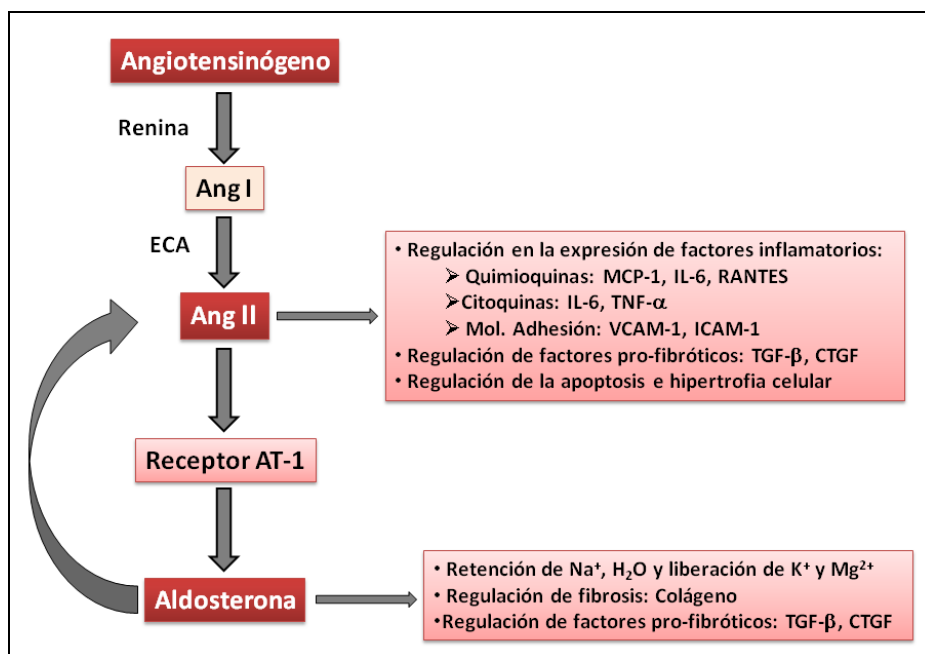 Angiotensinógeno
Renina
Ang I
ECA
Ang II
• Regulación en la expresión de factores inflamatorios:
➢ Quimioquinas: MCP-1, IL-6, RANTES
➢Citoquinas: IL-6, TNF-α
➢ Mol. Adhesión: VCAM-1, ICAM-1
• Regulación de factores pro-fibróticos: TGF-β, CTGF
• Regulación de la apoptosis e hipertrofia celular
Receptor AT-1
Aldosterona
• Retención de Na⁺, H₂O y liberación de K⁺ y Mg²⁺
• Regulación de fibrosis: Colágeno
•Regulación de factores pro-fibróticos: TGF-β, CTGF